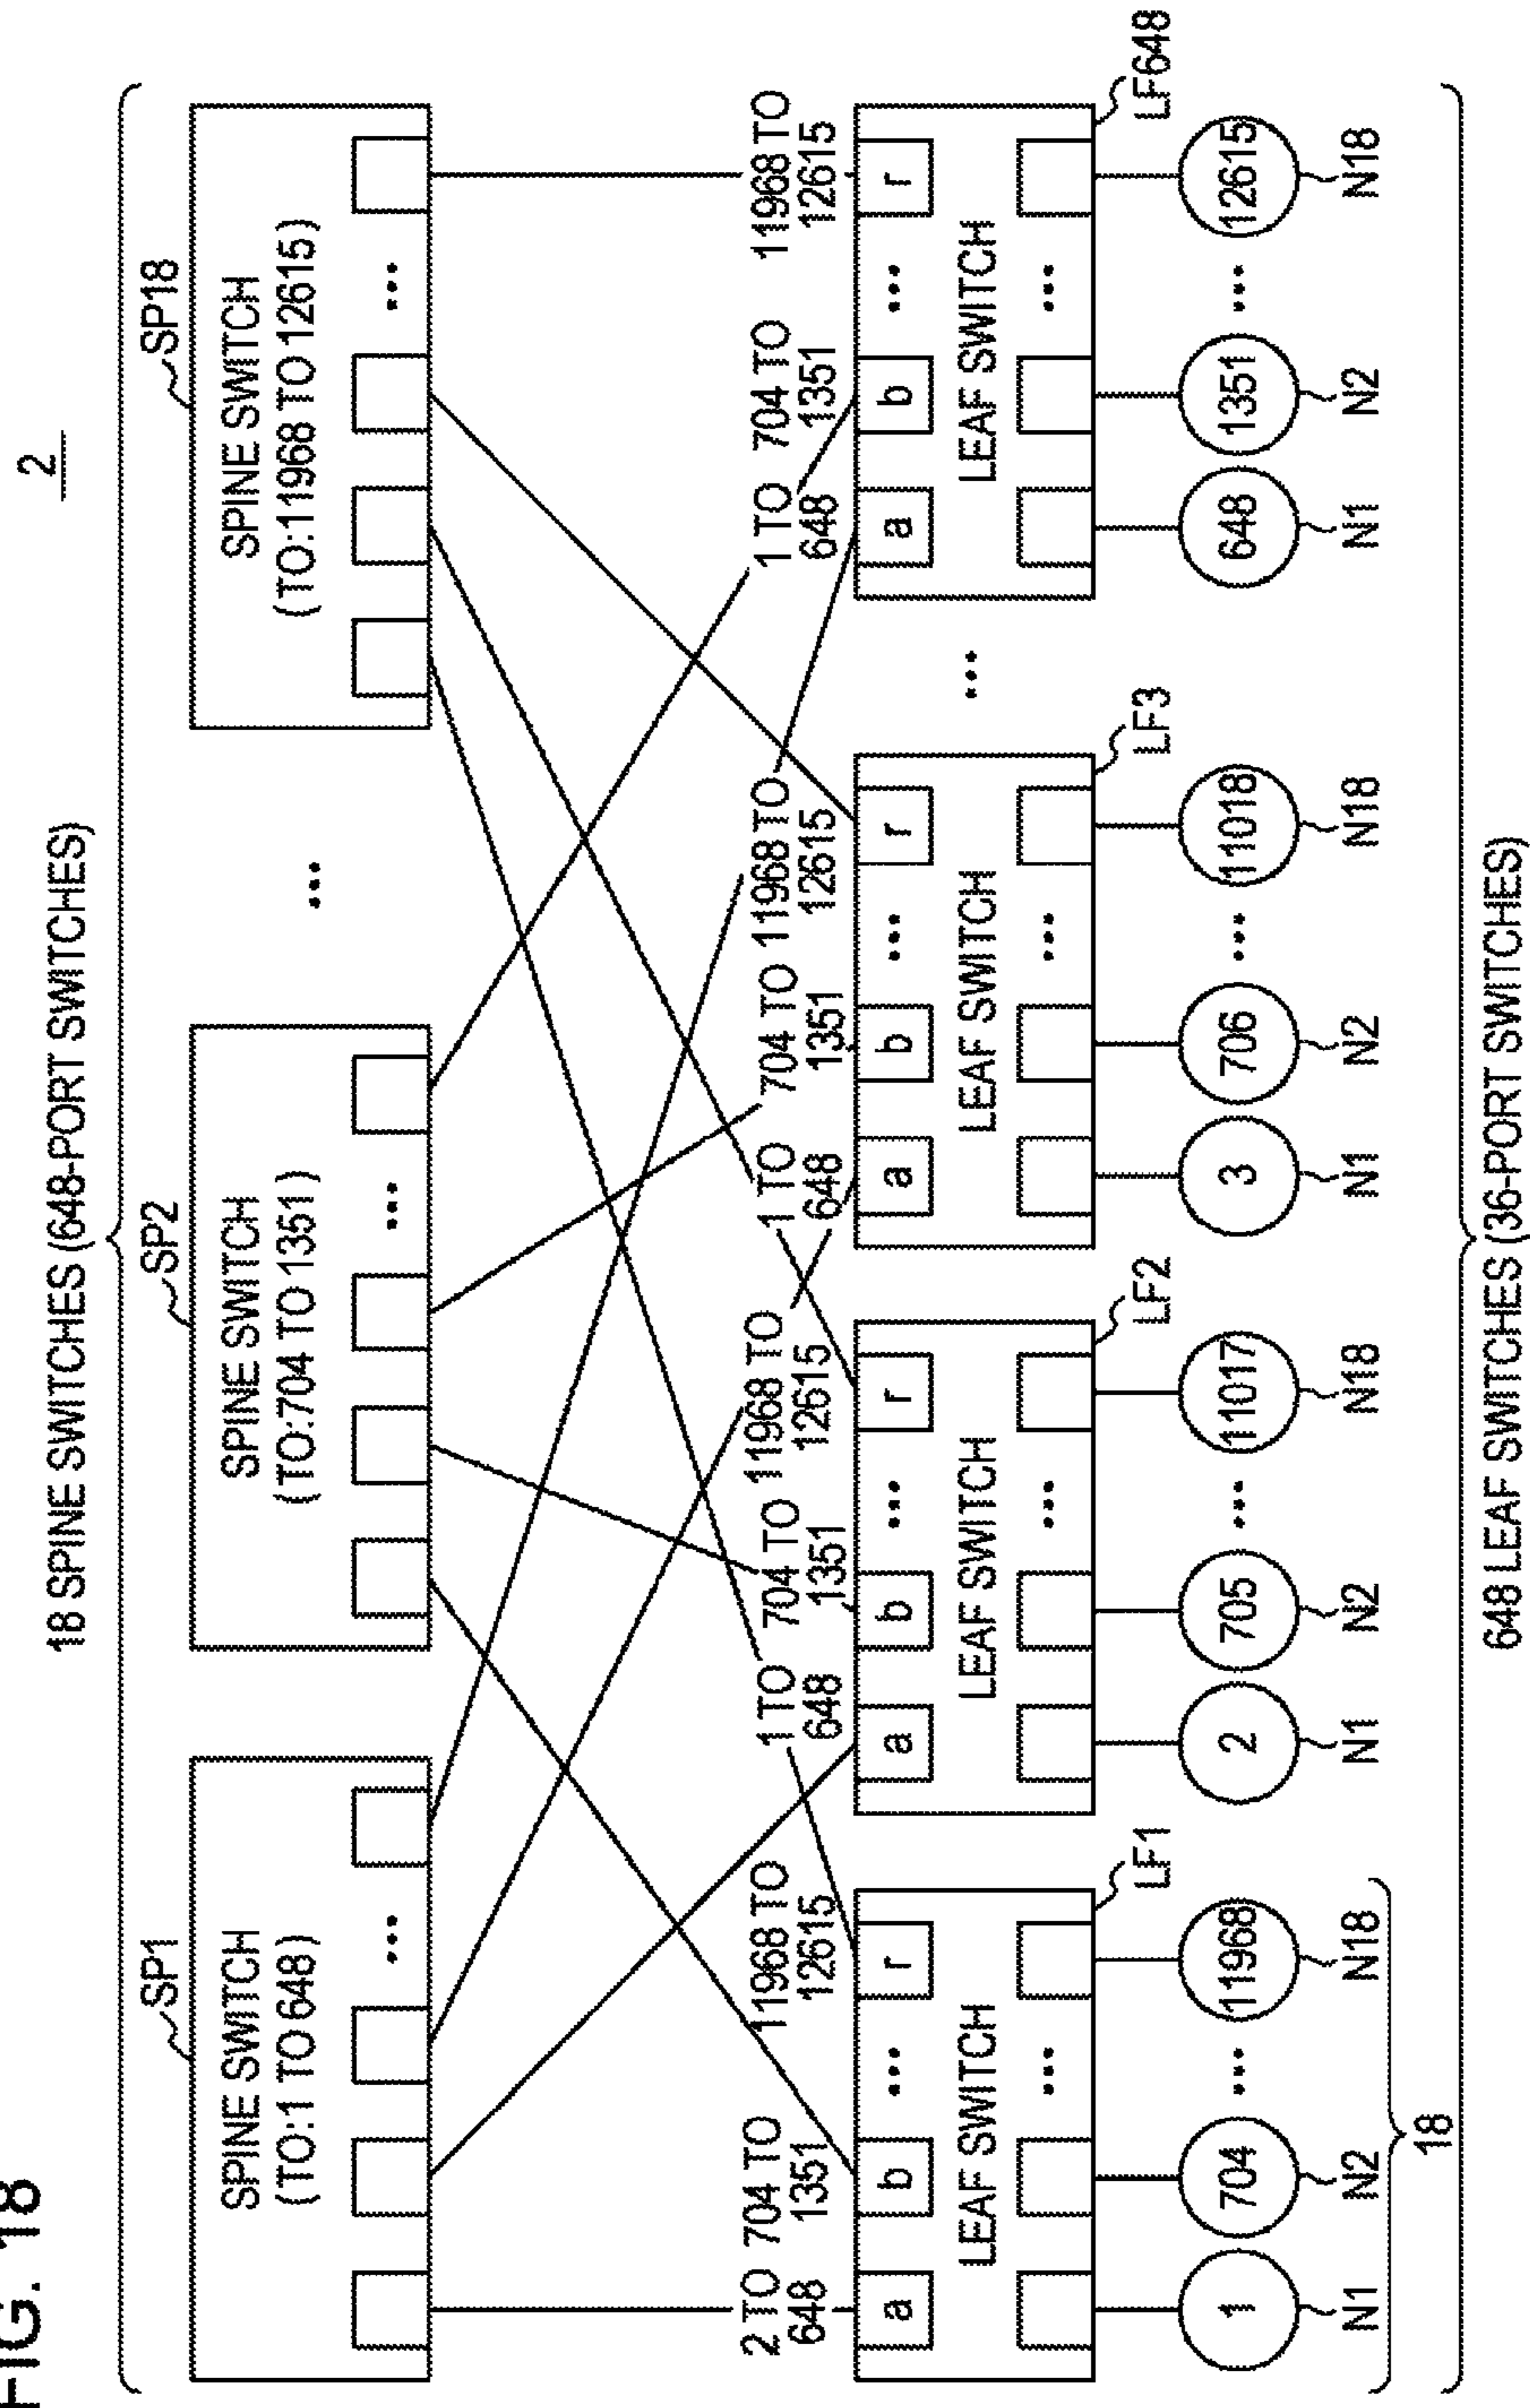 FIG. 18
2
18 SPINE SWITCHES (648-PORT SWITCHES)
SP1
SP2
SP18
SPINE SWITCH
(TO:1 TO 648)
...
SPINE SWITCH
(TO:704 TO 1351)
...
...
SPINE SWITCH
(TO:11968 TO 12615)
...
2 TO
648
704 TO
1351
11968 TO
12615
1 TO
648
704 TO
1351
11968 TO
12615
1 TO
648
704 TO
1351
11968 TO
12615
1 TO
648
704 TO
1351
11968 TO
12615
a b ... r
LEAF SWITCH
...
LF1
a b ... r
LEAF SWITCH
...
LF2
a b ... r
LEAF SWITCH
...
LF3
...
a b ... r
LEAF SWITCH
...
LF648
1 704 ... 11968
N1 N2 N18
18
2 705 ... 11017
N1 N2 N18
3 706 ... 11018
N1 N2 N18
648 1351 ... 12615
N1 N2 N18
648 LEAF SWITCHES (36-PORT SWITCHES)